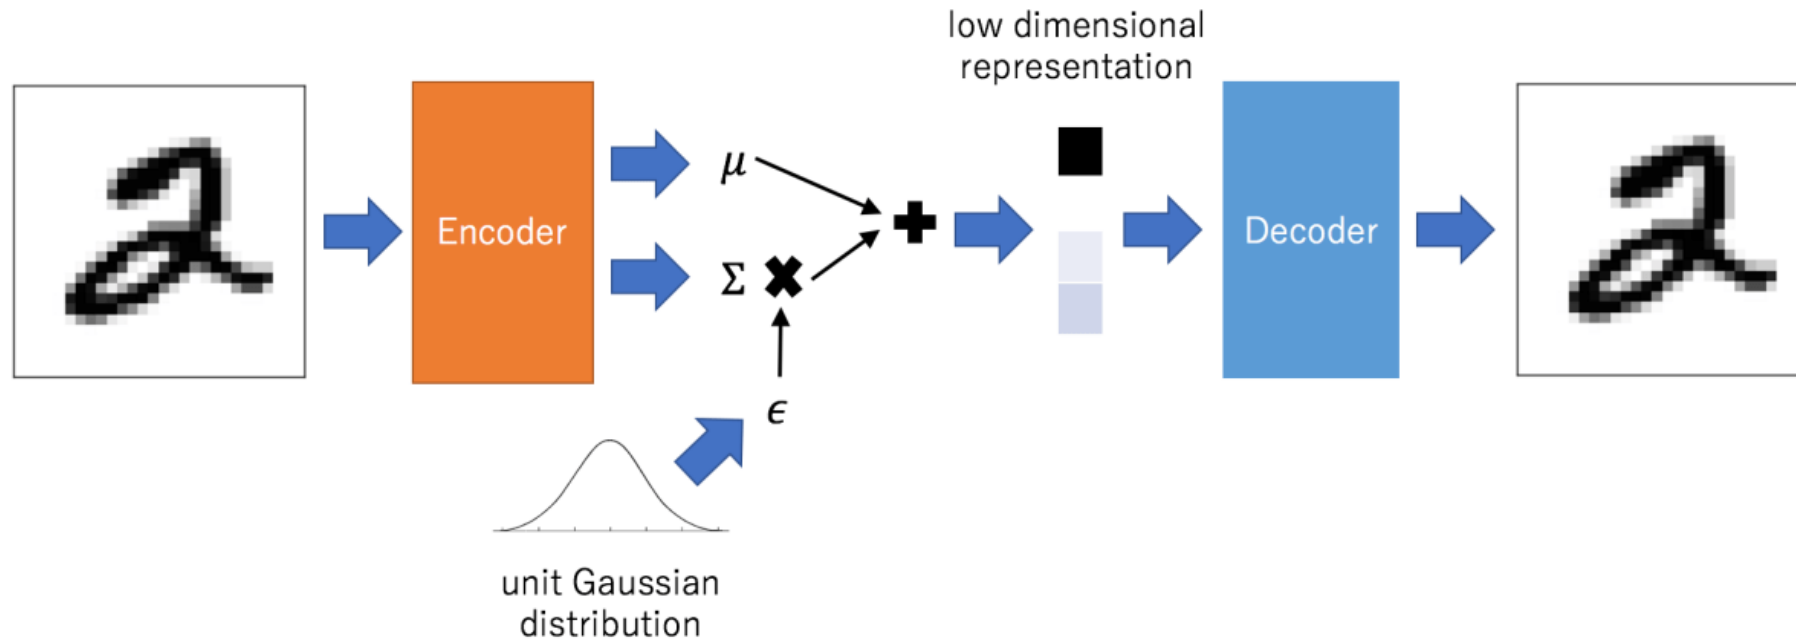 low dimensional
representation
Encoder
μ
Σ
ϵ
Decoder
unit Gaussian
distribution